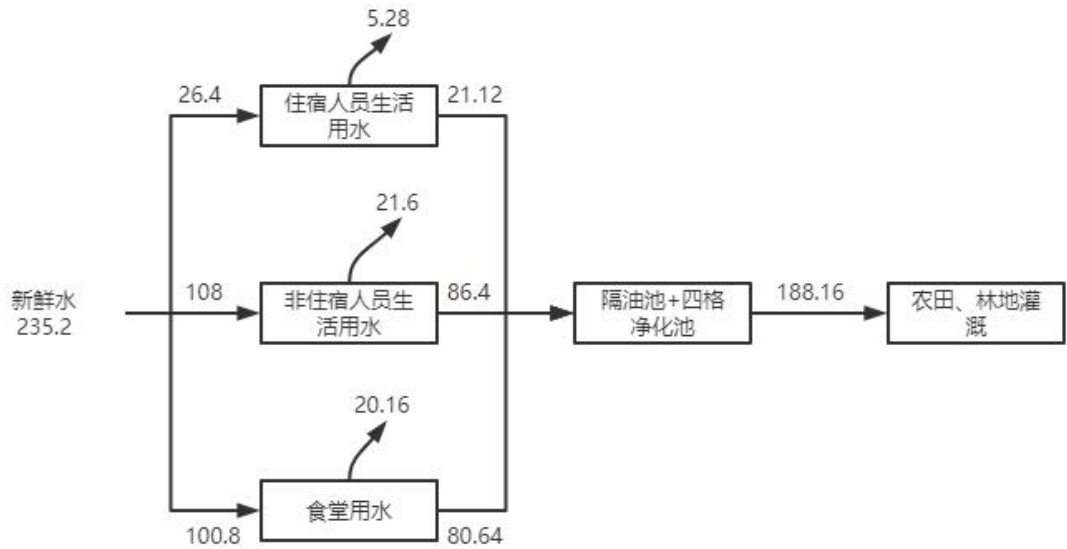 5.28
26.4
住宿人员生活
用水
21.12
21.6
新鲜水
235.2
108
非住宿人员生
活用水
86.4
隔油池+四格
净化池
188.16
农田、林地灌
溉
20.16
100.8
食堂用水
80.64